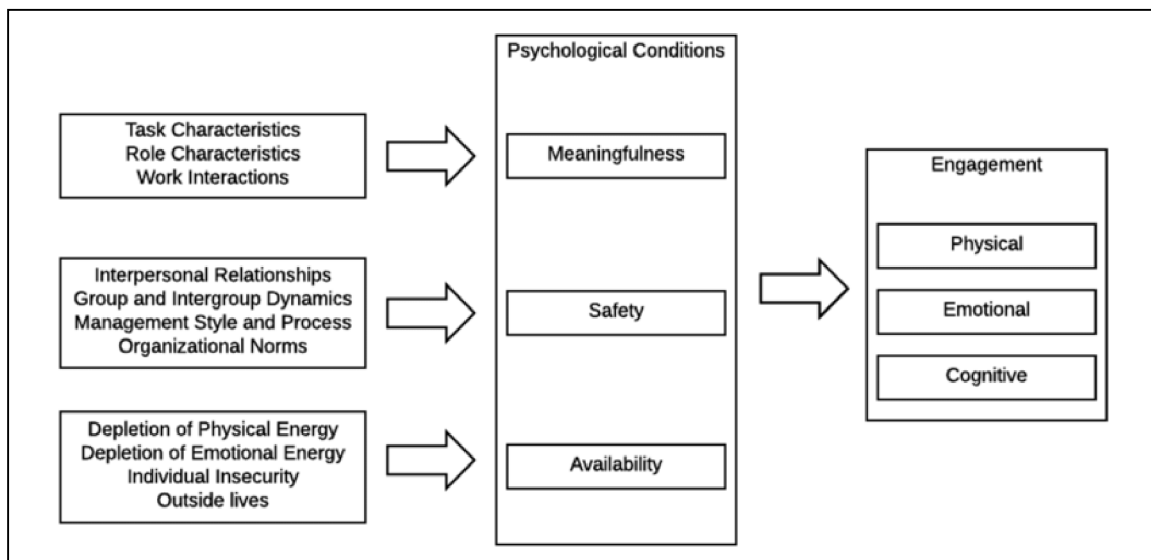 Psychological Conditions
Task Characteristics
Role Characteristics
Work Interactions
Meaningfulness
Interpersonal Relationships
Group and Intergroup Dynamics
Management Style and Process
Organizational Norms
Safety
Depletion of Physical Energy
Depletion of Emotional Energy
Individual Insecurity
Outside lives
Availability
Engagement
Physical
Emotional
Cognitive